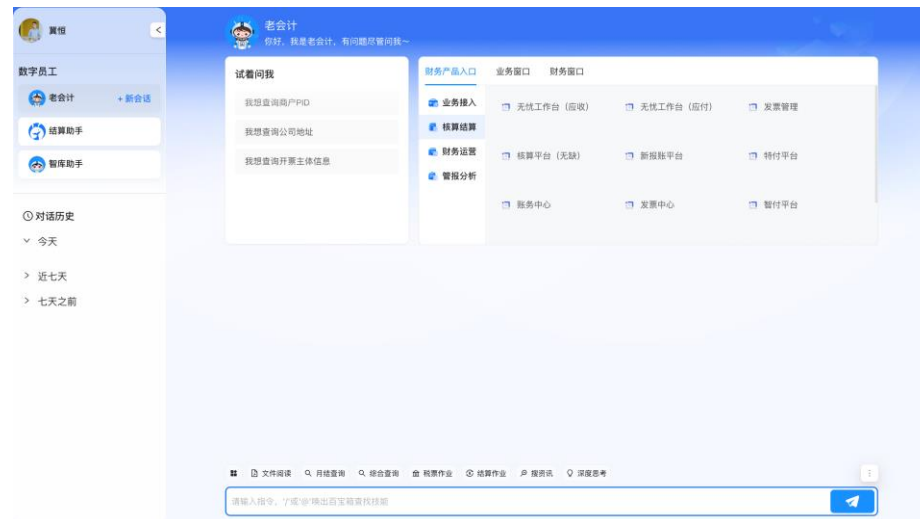 翼恒
数字员工
老会计
+ 新会话
结算助手
智库助手
对话历史
今天
近七天
七天之前
老会计
你好，我是老会计，有问题尽管问我~
试着问我
我想查询商户PID
我想查询公司地址
我想查询开票主体信息
财务产品入口 业务窗口 财务窗口
业务接入
核算结算
财务运营
管报分析
无忧工作台（应收） 无忧工作台（应付） 发票管理
核算平台（无缺） 新报账平台 特付平台
账务中心 发票中心 智付平台
文件阅读 月结查询 综合查询 税票作业 结算作业 搜资讯 深度思考
请输入指令，'/'或'@'唤出百宝箱查找技能